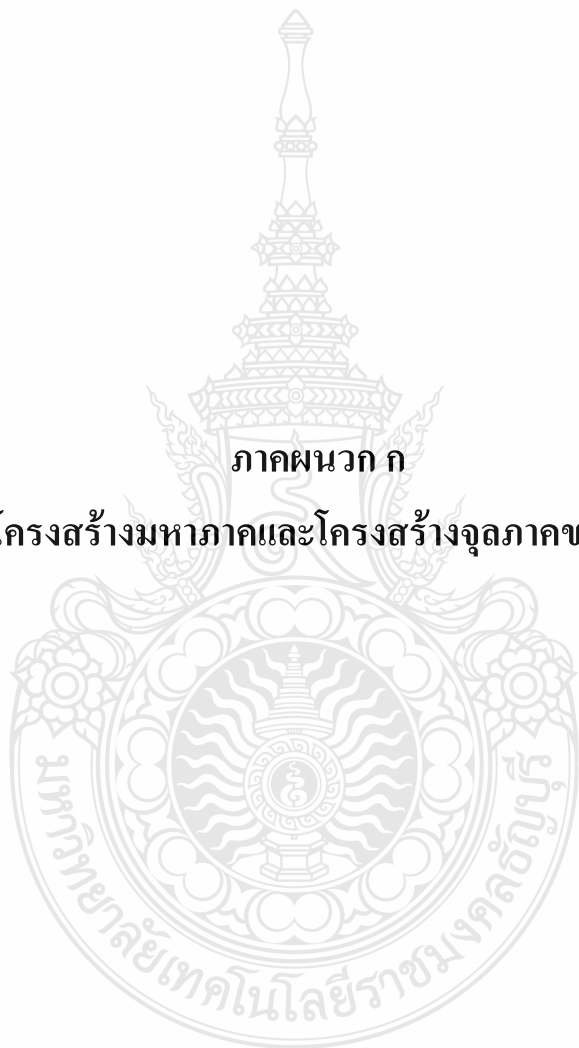 ภาคผนวก ก
โครงสร้างมหาภาคและโครงสร้างจุลภาคข
มหาวิทยาลัยเทคโนโลยีราชมงคลธัญบุรี